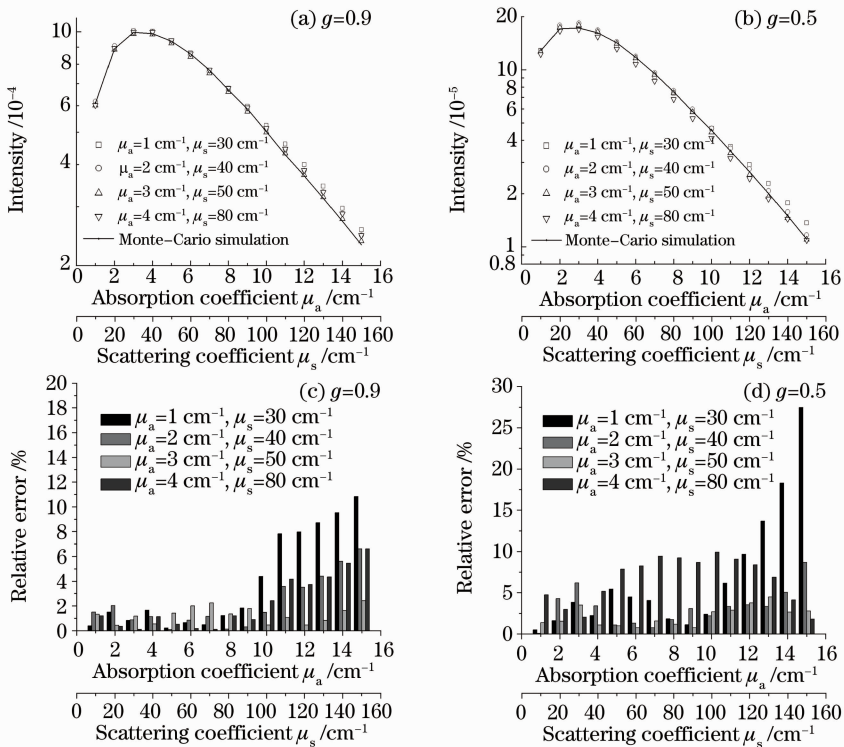 (a) g=0.9
Intensity /10⁻⁴
10
8
6
4
2
μa=1 cm⁻¹, μs=30 cm⁻¹
μa=2 cm⁻¹, μs=40 cm⁻¹
μa=3 cm⁻¹, μs=50 cm⁻¹
μa=4 cm⁻¹, μs=80 cm⁻¹
Monte-Cario simulation
0 2 4 6 8 10 12 14 16
Absorption coefficient μa /cm⁻¹
0 20 40 60 80 100 120 140 160
Scattering coefficient μs /cm⁻¹
(b) g=0.5
Intensity /10⁻⁵
20
10
8
6
4
2
1
0.8
μa=1 cm⁻¹, μs=30 cm⁻¹
μa=2 cm⁻¹, μs=40 cm⁻¹
μa=3 cm⁻¹, μs=50 cm⁻¹
μa=4 cm⁻¹, μs=80 cm⁻¹
Monte-Cario simulation
0 2 4 6 8 10 12 14 16
Absorption coefficient μa /cm⁻¹
0 20 40 60 80 100 120 140 160
Scattering coefficient μs /cm⁻¹
(c) g=0.9
Relative error /%
20
18
16
14
12
10
8
6
4
2
0
μa=1 cm⁻¹, μs=30 cm⁻¹
μa=2 cm⁻¹, μs=40 cm⁻¹
μa=3 cm⁻¹, μs=50 cm⁻¹
μa=4 cm⁻¹, μs=80 cm⁻¹
0 2 4 6 8 10 12 14 16
Absorption coefficient μa /cm⁻¹
0 20 40 60 80 100 120 140 160
Scattering coefficient μs /cm⁻¹
(d) g=0.5
Relative error /%
30
25
20
15
10
5
0
μa=1 cm⁻¹, μs=30 cm⁻¹
μa=2 cm⁻¹, μs=40 cm⁻¹
μa=3 cm⁻¹, μs=50 cm⁻¹
μa=4 cm⁻¹, μs=80 cm⁻¹
0 2 4 6 8 10 12 14 16
Absorption coefficient μa /cm⁻¹
0 20 40 60 80 100 120 140 160
Scattering coefficient μs /cm⁻¹